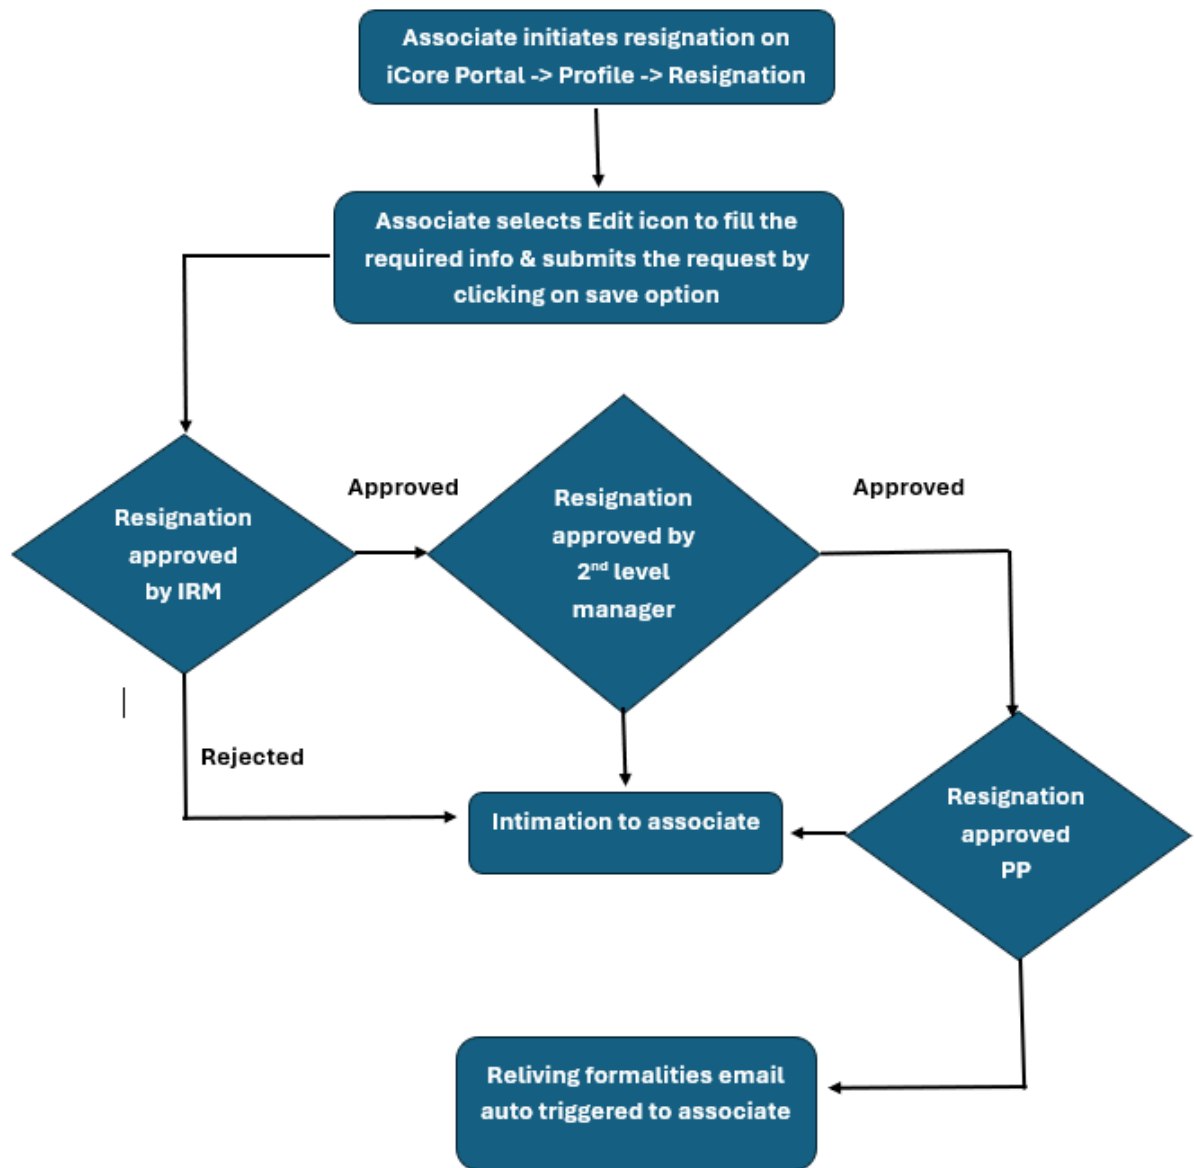 Associate initiates resignation on
iCore Portal -> Profile -> Resignation
Associate selects Edit icon to fill the
required info & submits the request by
clicking on save option
Resignation
approved
by IRM
Approved
Resignation
approved by
2nd level
manager
Approved
Rejected
Intimation to associate
Resignation
approved
PP
Reliving formalities email
auto triggered to associate